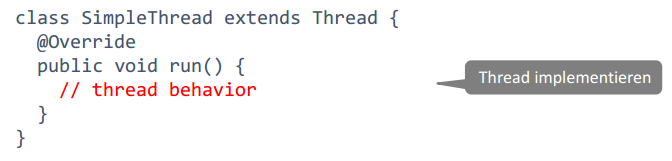 class SimpleThread extends Thread {
  @Override
  public void run() {
    // thread behavior
  }
}
Thread implementieren